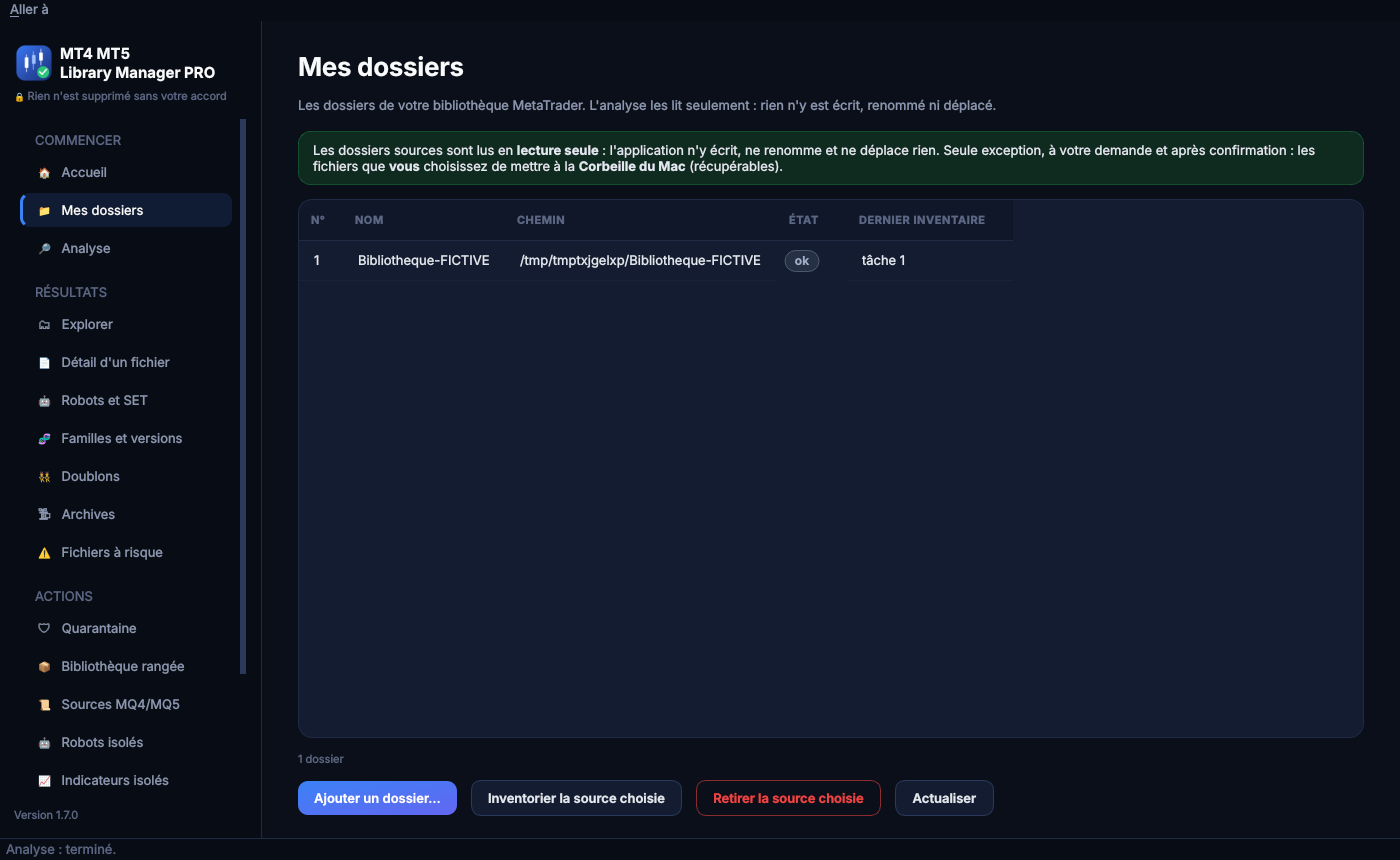 Aller à
MT4 MT5
Library Manager PRO
Rien n'est supprimé sans votre accord
COMMENCER
Accueil
Mes dossiers
Analyse
RÉSULTATS
Explorer
Détail d'un fichier
Robots et SET
Familles et versions
Doublons
Archives
Fichiers à risque
ACTIONS
Quarantaine
Bibliothèque rangée
Sources MQ4/MQ5
Robots isolés
Indicateurs isolés
Version 1.7.0
Mes dossiers
Les dossiers de votre bibliothèque MetaTrader. L'analyse les lit seulement : rien n'y est écrit, renommé ni déplacé.
Les dossiers sources sont lus en lecture seule : l'application n'y écrit, ne renomme et ne déplace rien. Seule exception, à votre demande et après confirmation : les
fichiers que vous choisissez de mettre à la Corbeille du Mac (récupérables).
N° NOM CHEMIN ÉTAT DERNIER INVENTAIRE
1 Bibliotheque-FICTIVE /tmp/tmptxjgelxp/Bibliotheque-FICTIVE ok tâche 1
1 dossier
Ajouter un dossier... Inventorier la source choisie Retirer la source choisie Actualiser
Analyse : terminé.